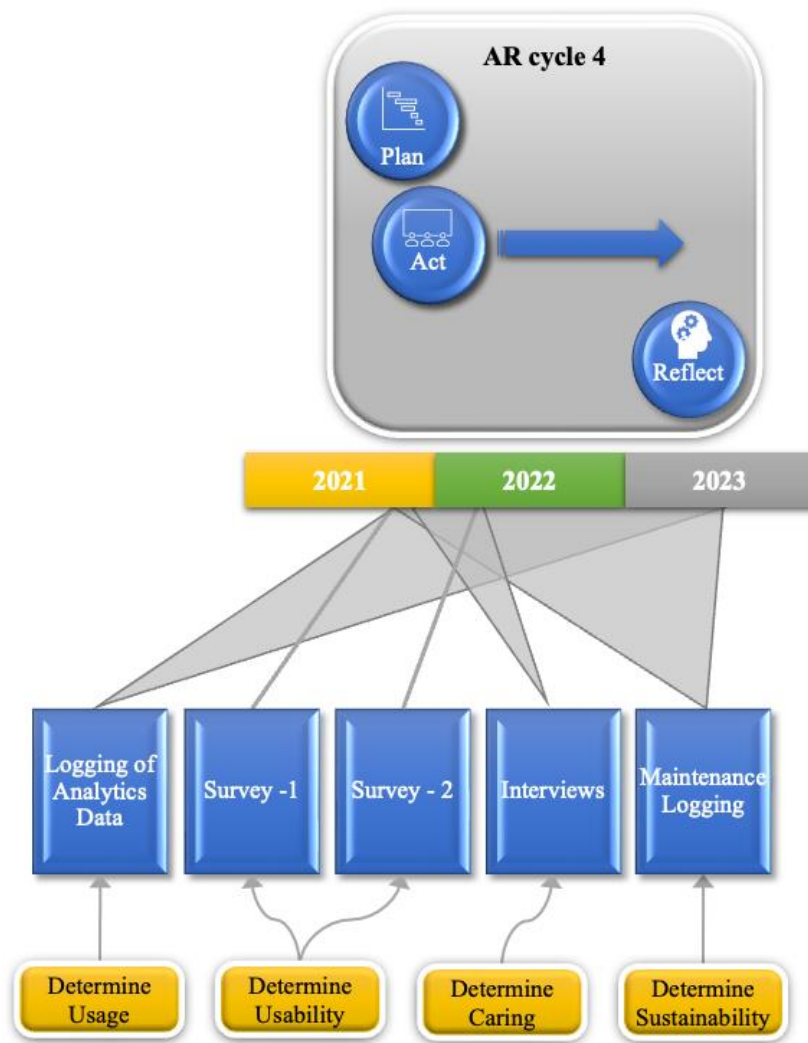 AR cycle 4
Plan
Act
Reflect
2021 2022 2023
Logging of
Analytics
Data
Survey -1
Survey - 2
Interviews
Maintenance
Logging
Determine
Usage
Determine
Usability
Determine
Caring
Determine
Sustainability